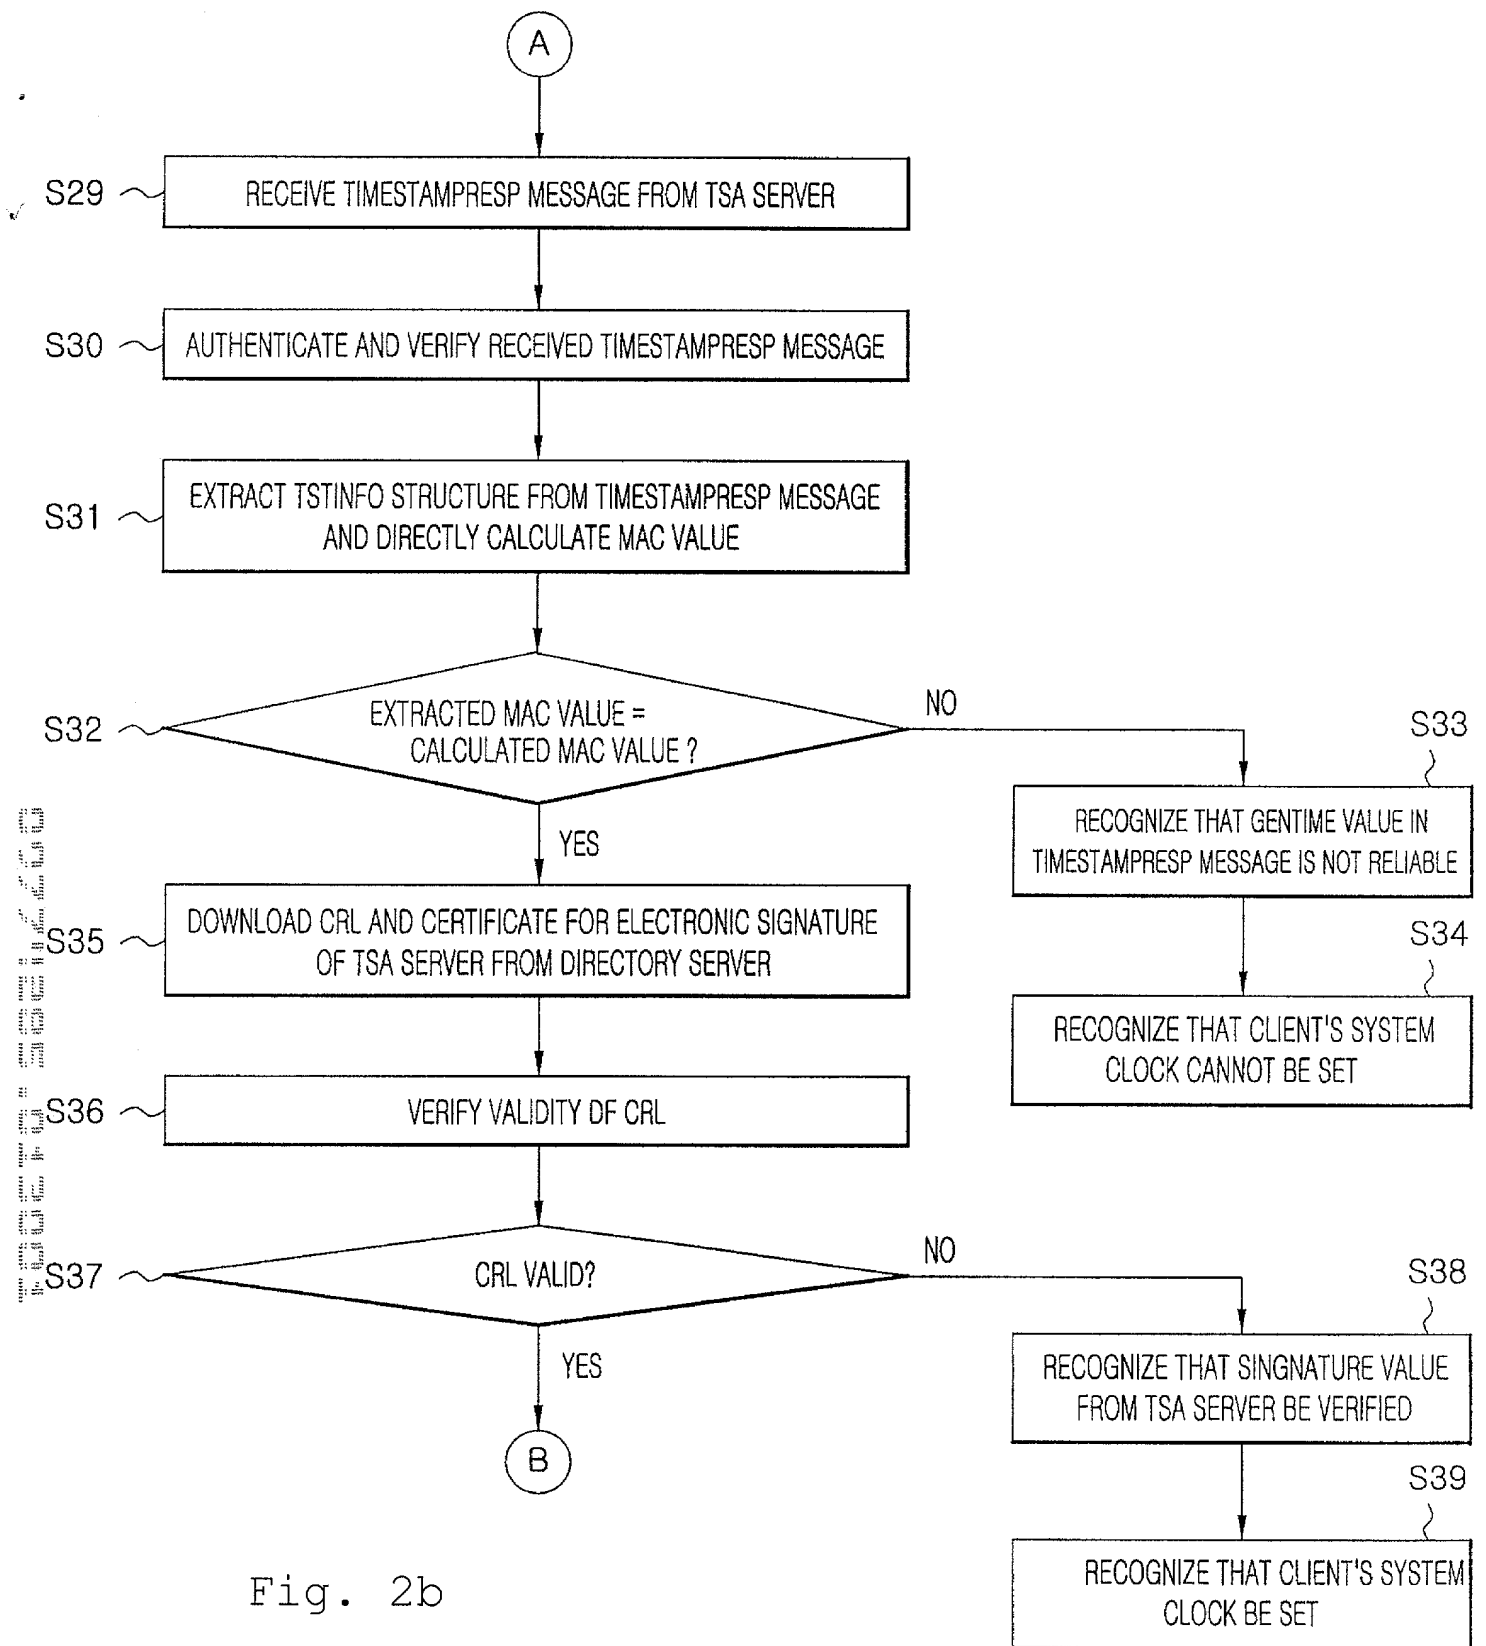 A
S29
RECEIVE TIMESTAMPRESP MESSAGE FROM TSA SERVER
S30
AUTHENTICATE AND VERIFY RECEIVED TIMESTAMPRESP MESSAGE
S31
EXTRACT TSTINFO STRUCTURE FROM TIMESTAMPRESP MESSAGE
AND DIRECTLY CALCULATE MAC VALUE
S32
EXTRACTED MAC VALUE =
CALCULATED MAC VALUE ?
NO
YES
S33
RECOGNIZE THAT GENTIME VALUE IN
TIMESTAMPRESP MESSAGE IS NOT RELIABLE
S34
RECOGNIZE THAT CLIENT'S SYSTEM
CLOCK CANNOT BE SET
S35
DOWNLOAD CRL AND CERTIFICATE FOR ELECTRONIC SIGNATURE
OF TSA SERVER FROM DIRECTORY SERVER
S36
VERIFY VALIDITY OF CRL
S37
CRL VALID?
NO
YES
S38
RECOGNIZE THAT SINGNATURE VALUE
FROM TSA SERVER BE VERIFIED
S39
RECOGNIZE THAT CLIENT'S SYSTEM
CLOCK BE SET
B
Fig. 2b